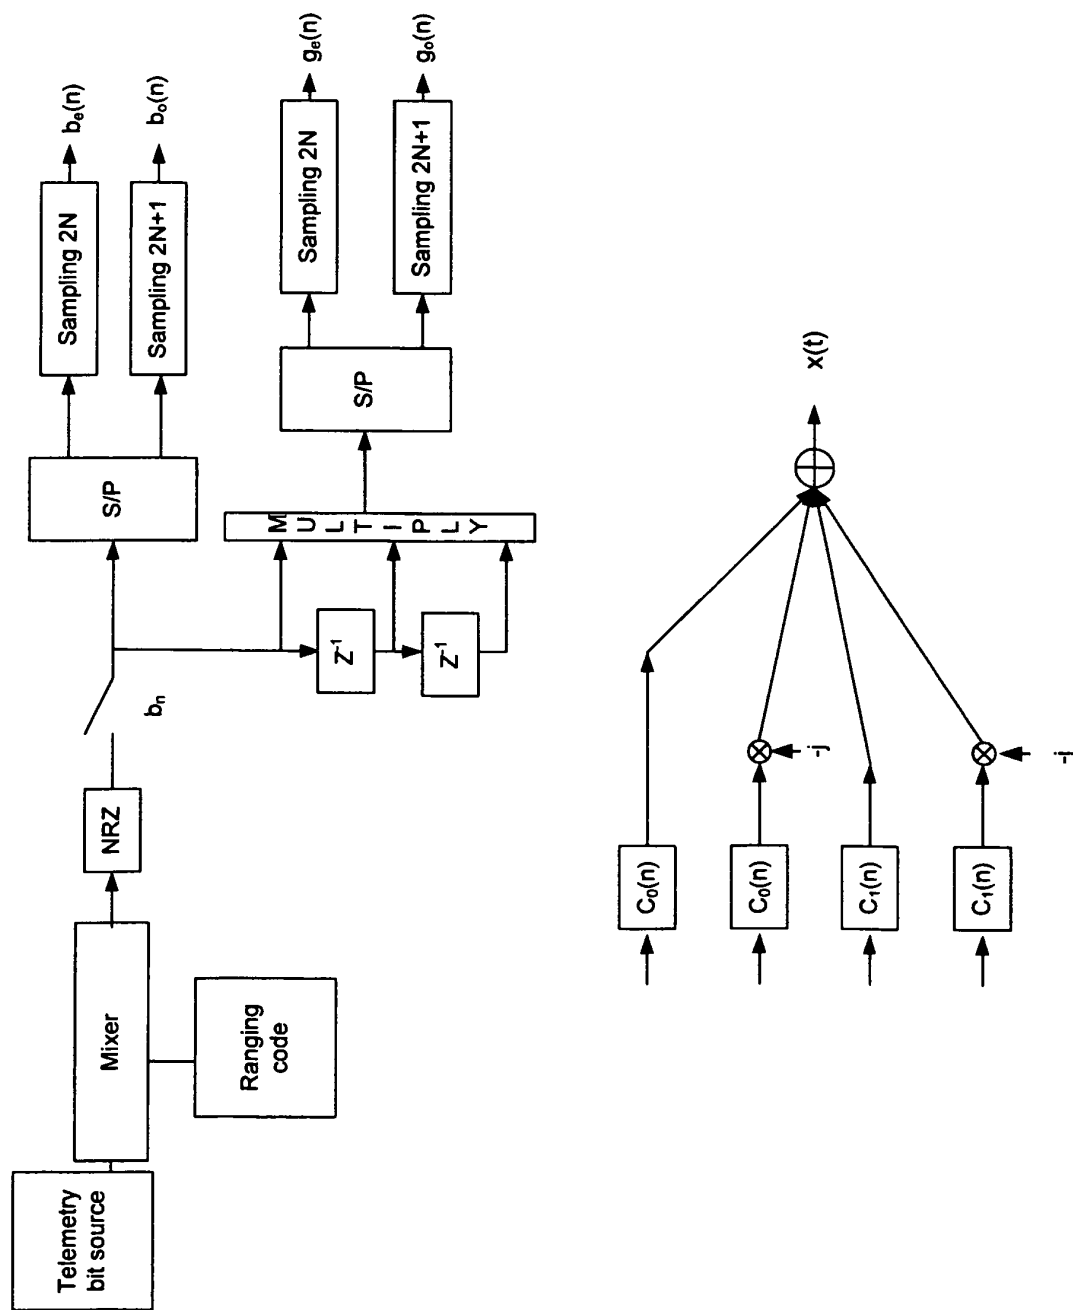 Telemetry
bit source
Mixer
Ranging
code
NRZ
bₙ
S/P
Sampling 2N
bₑ(n)
Sampling 2N+1
bₒ(n)
Z⁻¹
Z⁻¹
MULTIPLY
S/P
Sampling 2N
gₑ(n)
Sampling 2N+1
gₒ(n)
C₀(n)
C₀(n)
-j
C₁(n)
C₁(n)
-j
x(t)